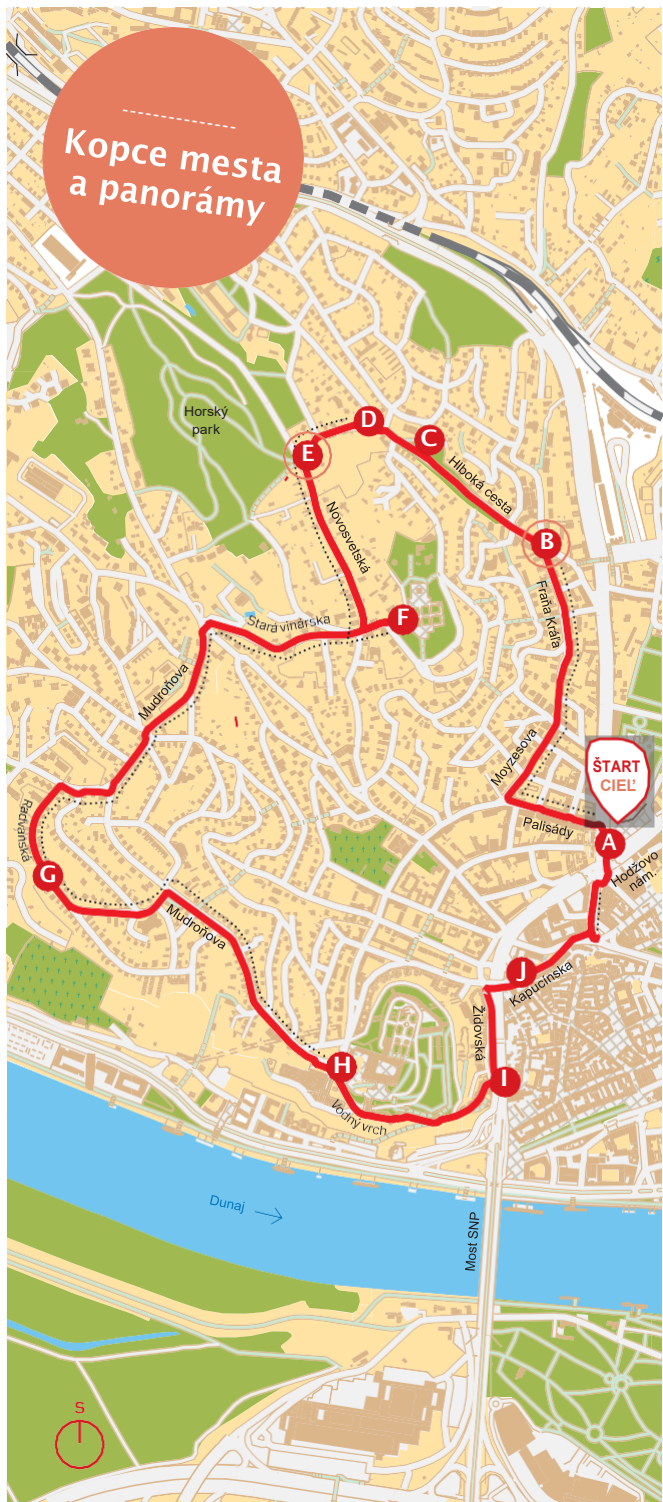 Kopce mesta
a panorámy
Horský
park
D
C
E
Hlboká cesta
B
Novosvetská
Fraňa Kráľa
F
Stará vinárska
Mudroňova
Moyzesova
ŠTART
CIEĽ
Palisády
A
Radvanská
Hodžovo
nám.
G
Mudroňova
J
Kapucínska
Židovská
H
I
Vodný vrch
Dunaj
Most SNP
S